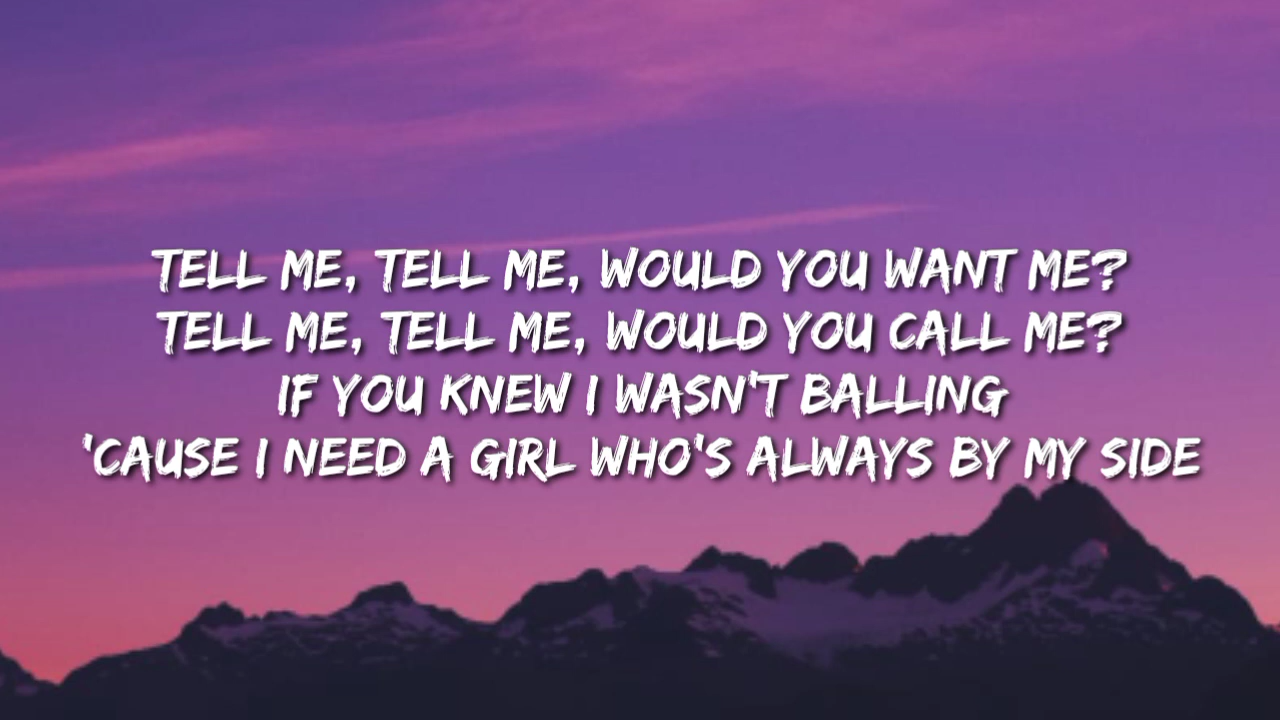 TELL ME, TELL ME, WOULD YOU WANT ME?
TELL ME, TELL ME, WOULD YOU CALL ME?
IF YOU KNEW I WASN'T BALLING
'CAUSE I NEED A GIRL WHO'S ALWAYS BY MY SIDE